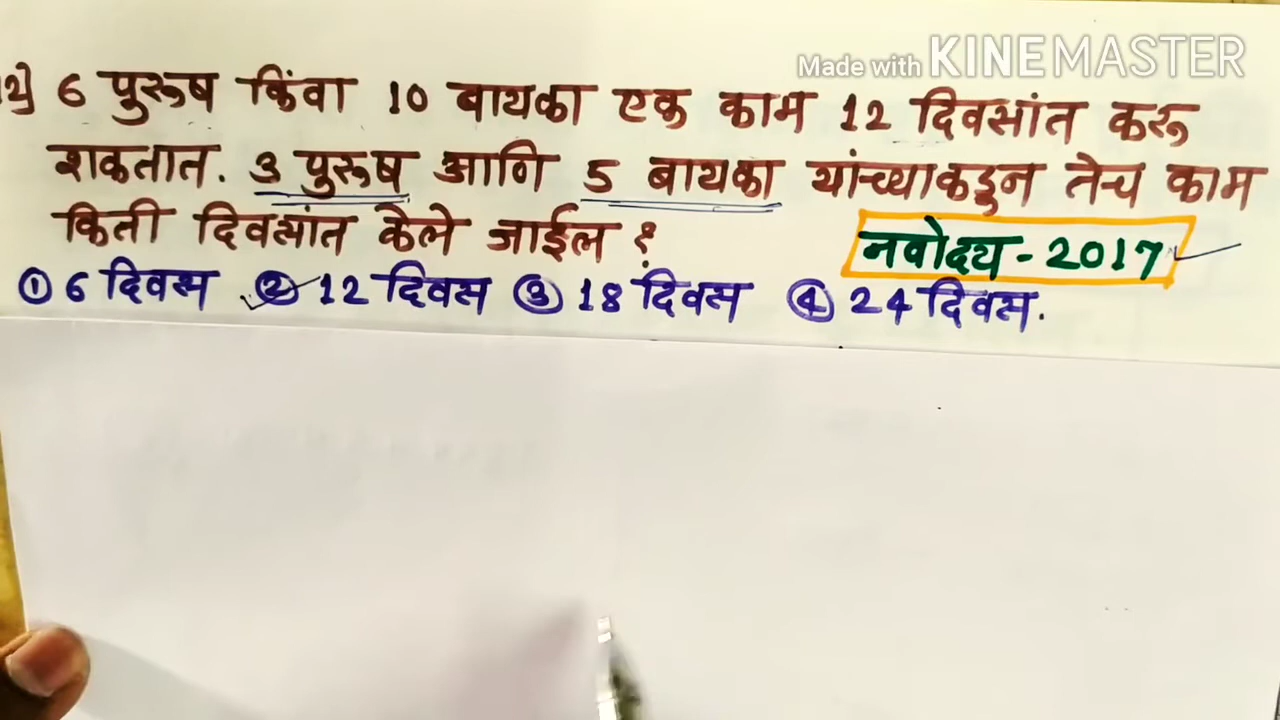 Made with KINEMASTER
6 पुरूष किंवा 10 बायका एक काम 12 दिवसांत करू
शकतात. 3 पुरूष आणि 5 बायका यांच्याकडुन तेच काम
किती दिवसांत केले जाईल ?
नवोदय - 2017
① 6 दिवस ② 12 दिवस ③ 18 दिवस ④ 24 दिवस.